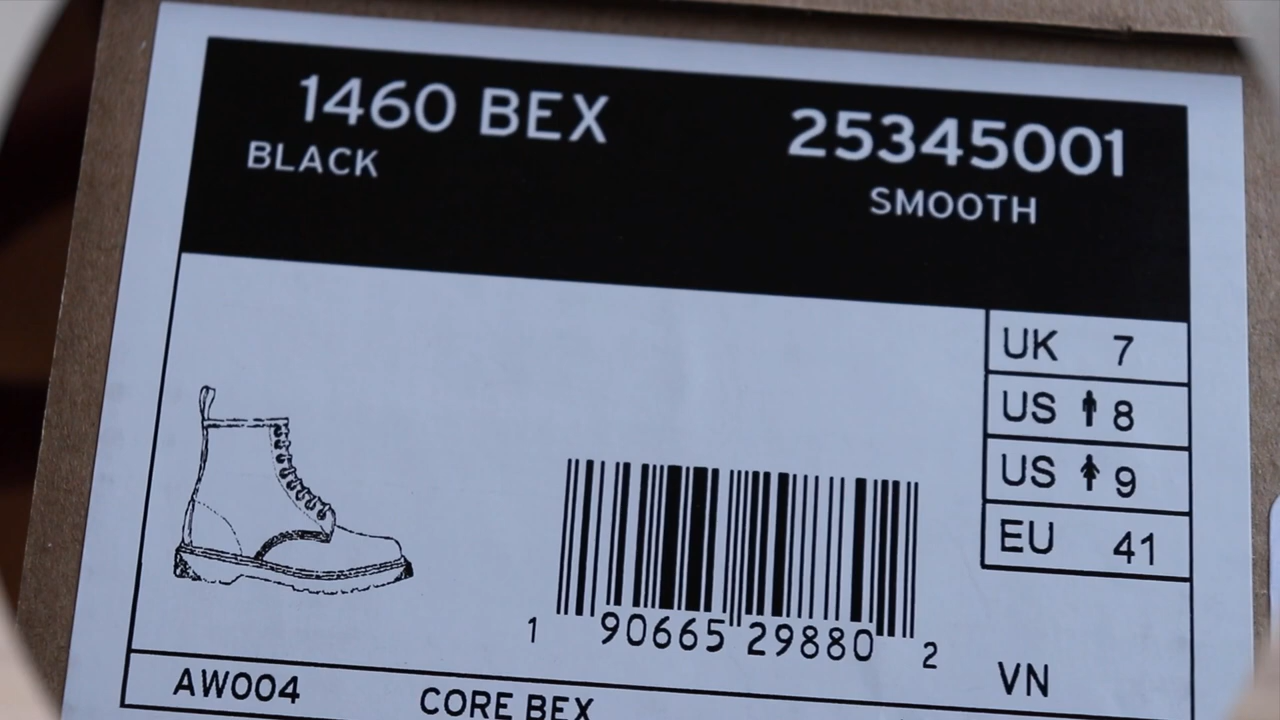 1460 BEX 25345001
BLACK SMOOTH
UK 7
US 8
US 9
EU 41
1 90665 29880 2
VN
AW004 CORE BEX